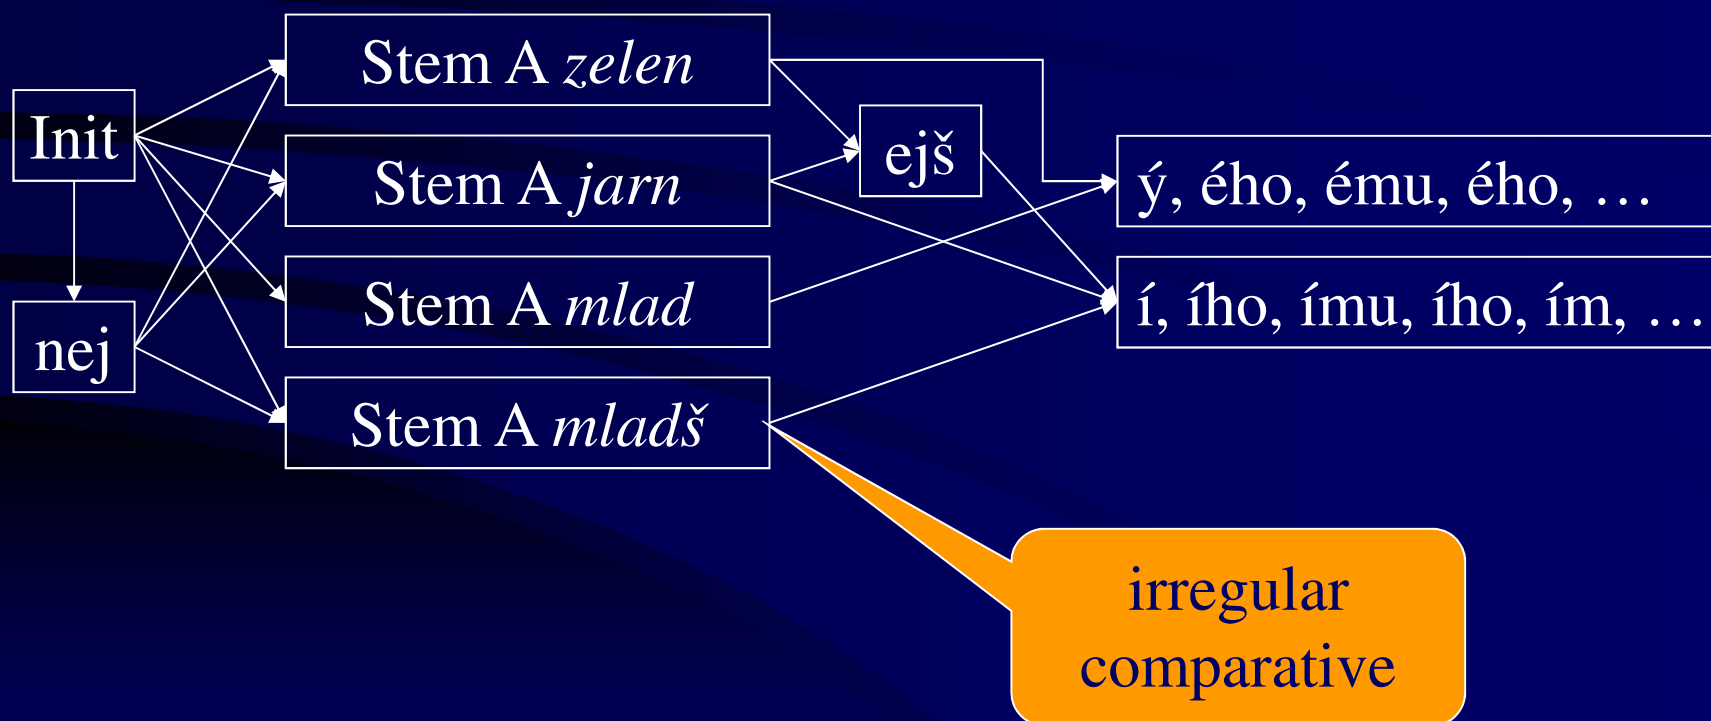 Init
nej
Stem A zelen
Stem A jarn
Stem A mlad
Stem A mladš
ejš
ý, ého, ému, ého, …
í, ího, ímu, ího, ím, …
irregular
comparative